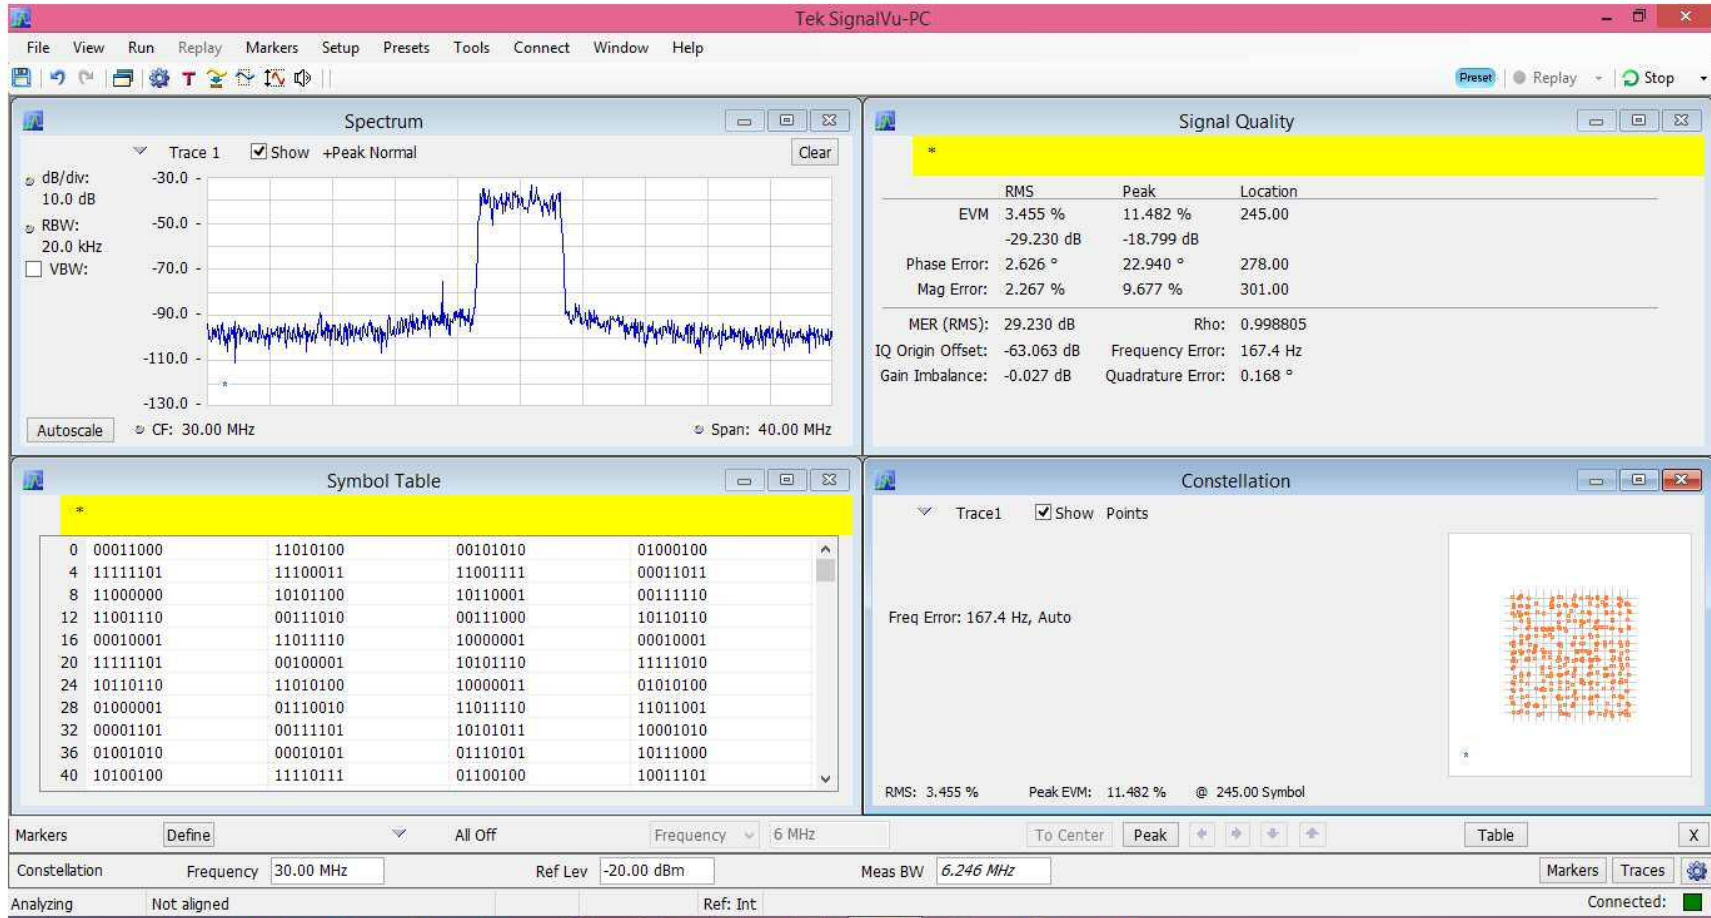 Tek SignalVu-PC
File View Run Replay Markers Setup Presets Tools Connect Window Help
T Preset Replay Stop
Spectrum
Trace 1 Show +Peak Normal Clear
dB/div:
10.0 dB
RBW:
20.0 kHz
VBW:
-30.0
-50.0
-70.0
-90.0
-110.0
-130.0
*
Autoscale CF: 30.00 MHz Span: 40.00 MHz
Signal Quality
*
RMS Peak Location
EVM 3.455 % 11.482 % 245.00
-29.230 dB -18.799 dB
Phase Error: 2.626 ° 22.940 ° 278.00
Mag Error: 2.267 % 9.677 % 301.00
MER (RMS): 29.230 dB Rho: 0.998805
IQ Origin Offset: -63.063 dB Frequency Error: 167.4 Hz
Gain Imbalance: -0.027 dB Quadrature Error: 0.168 °
Symbol Table
*
0 00011000 11010100 00101010 01000100
4 11111101 11100011 11001111 00011011
8 11000000 10101100 10110001 00111110
12 11001110 00111010 00111000 10110110
16 00010001 11011110 10000001 00010001
20 11111101 00100001 10101110 11111010
24 10110110 11010100 10000011 01010100
28 01000001 01110010 11011110 11011001
32 00001101 00111101 10101011 10001010
36 01001010 00010101 01110101 10111000
40 10100100 11110111 01100100 10011101
Constellation
Trace1 Show Points
Freq Error: 167.4 Hz, Auto
*
RMS: 3.455 % Peak EVM: 11.482 % @ 245.00 Symbol
Markers Define All Off Frequency 6 MHz To Center Peak Table X
Constellation Frequency 30.00 MHz Ref Lev -20.00 dBm Meas BW 6.246 MHz Markers Traces
Analyzing Not aligned Ref: Int Connected: